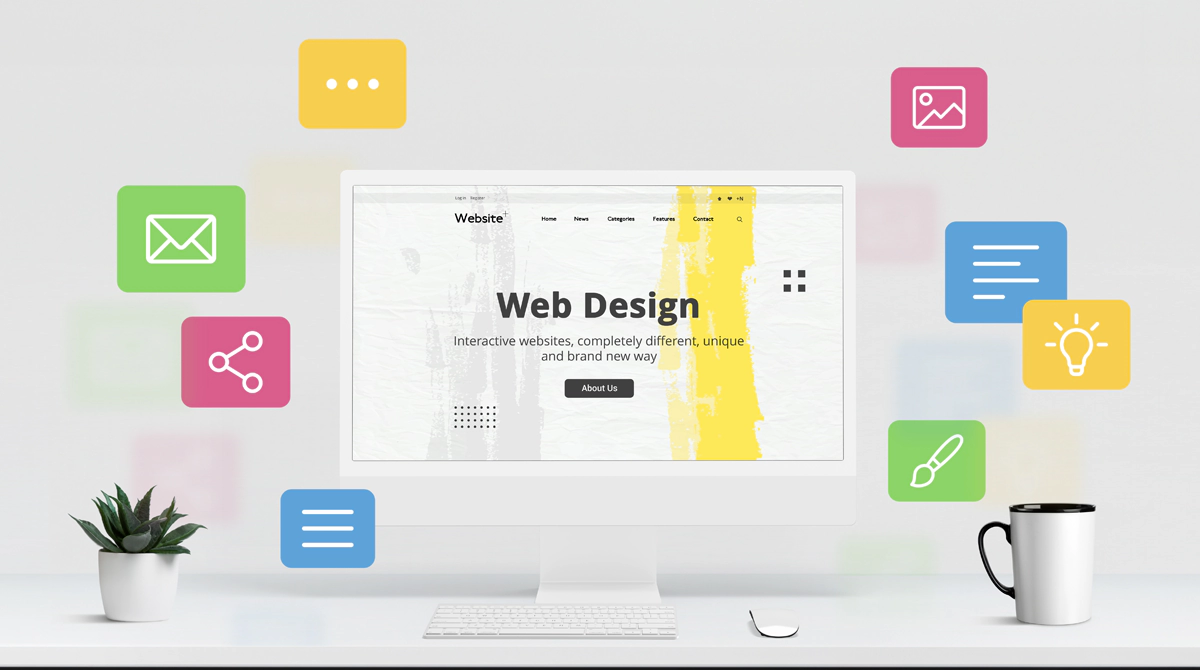 Log in Register
Website+
Home News Categories Features Contact
Web Design
Interactive websites, completely different, unique
and brand new way
About Us